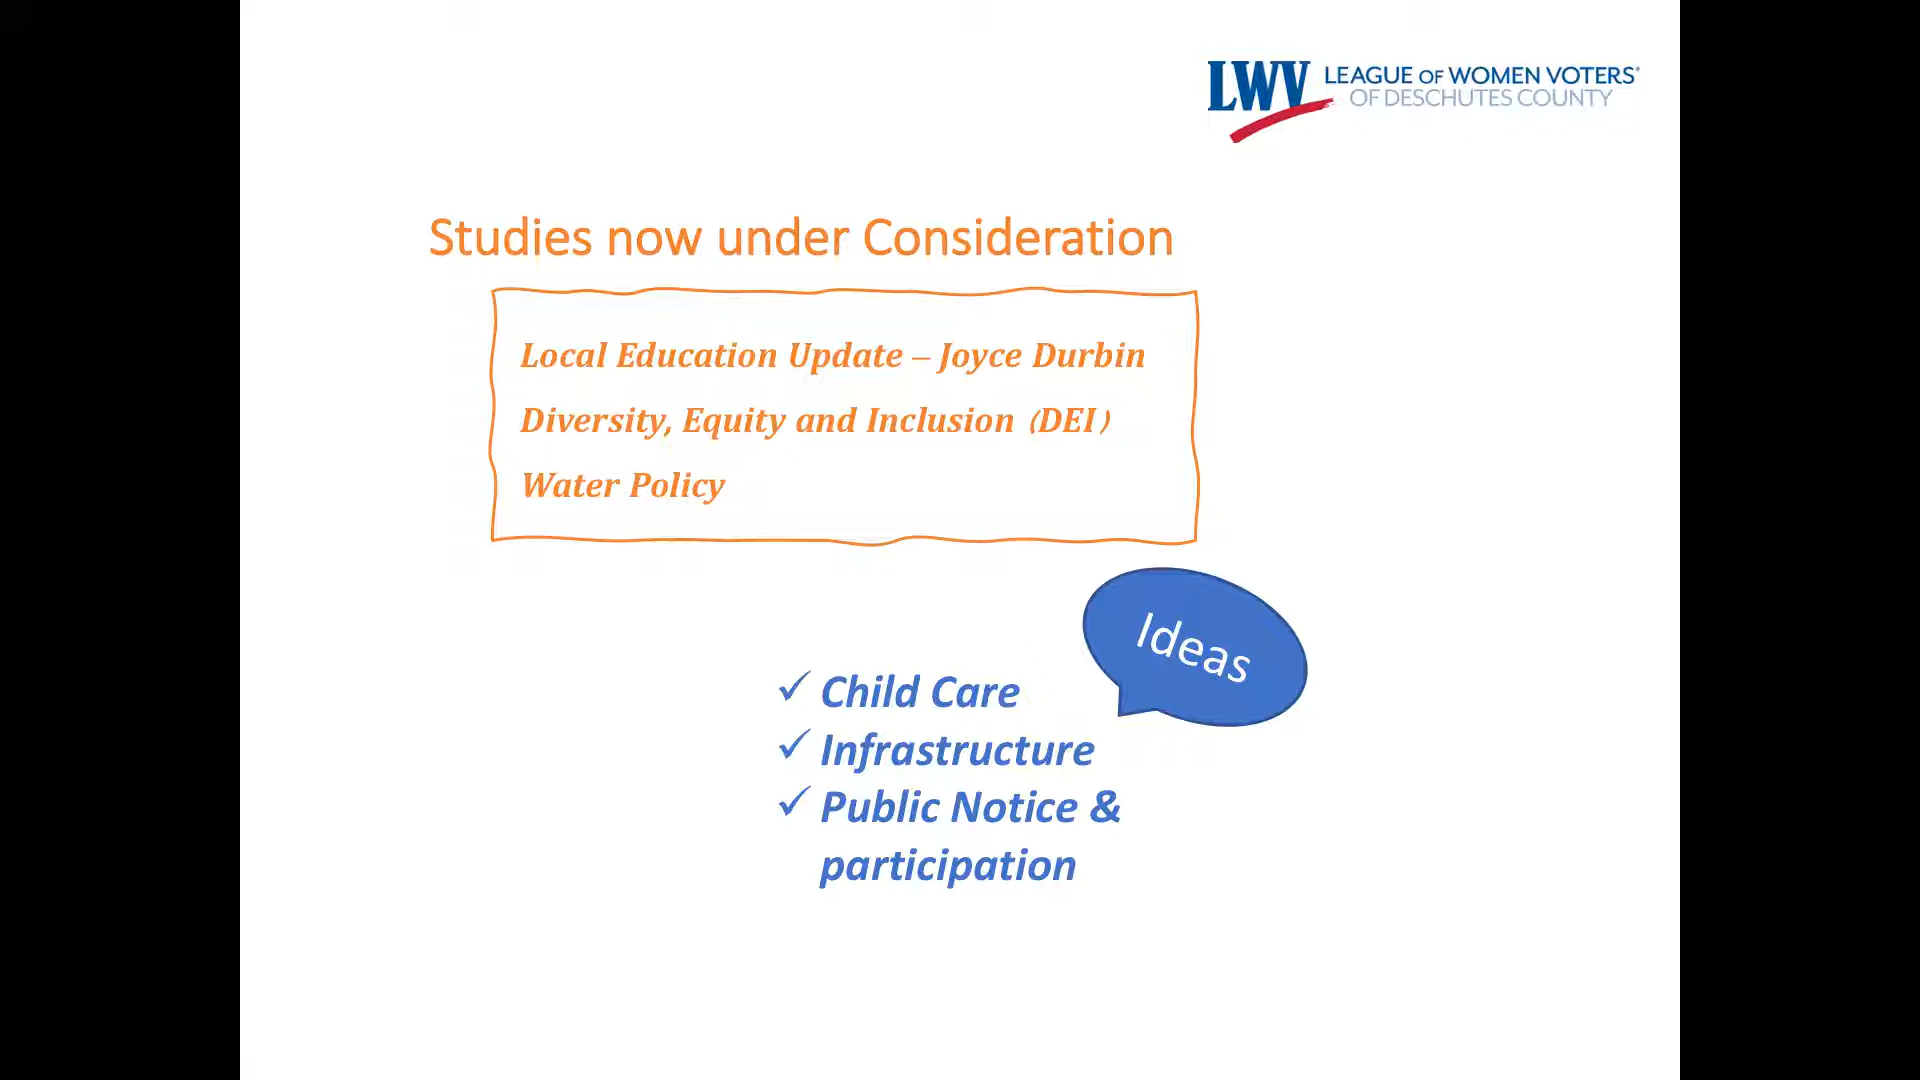 LWV LEAGUE OF WOMEN VOTERS®
OF DESCHUTES COUNTY
Studies now under Consideration
Local Education Update – Joyce Durbin
Diversity, Equity and Inclusion (DEI)
Water Policy
Ideas
✓ Child Care
✓ Infrastructure
✓ Public Notice &
participation